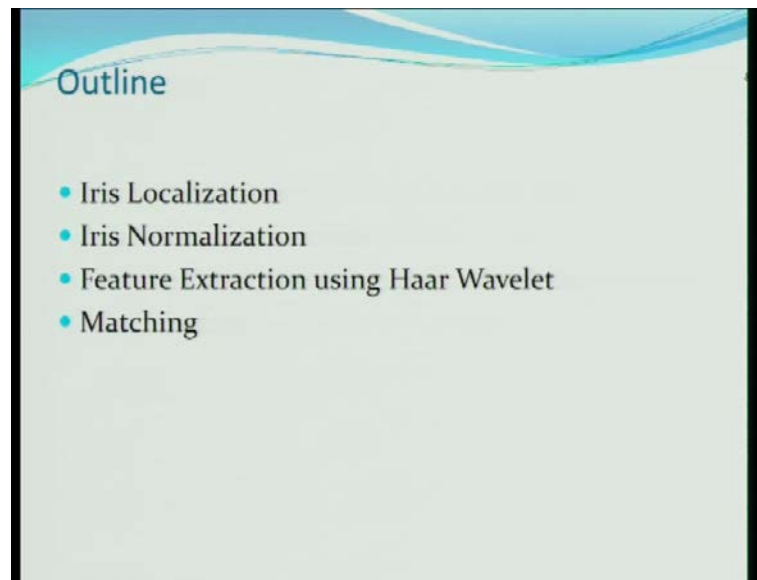 Outline
• Iris Localization
• Iris Normalization
• Feature Extraction using Haar Wavelet
• Matching